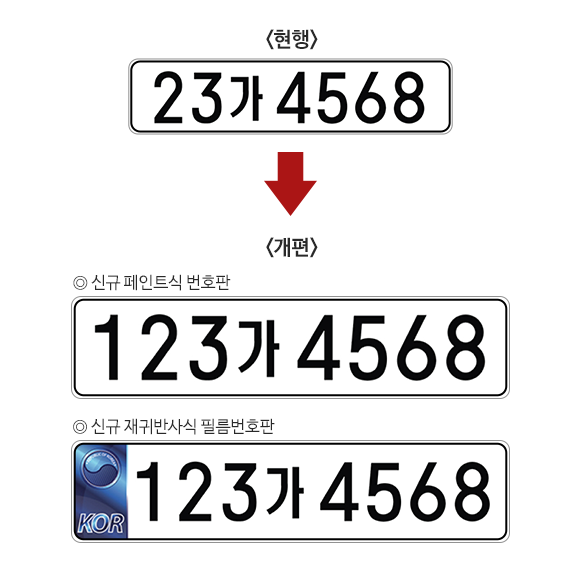 <현행>
23가 4568
<개편>
◎ 신규 페인트식 번호판
123가 4568
◎ 신규 재귀반사식 필름번호판
123가 4568
KOR